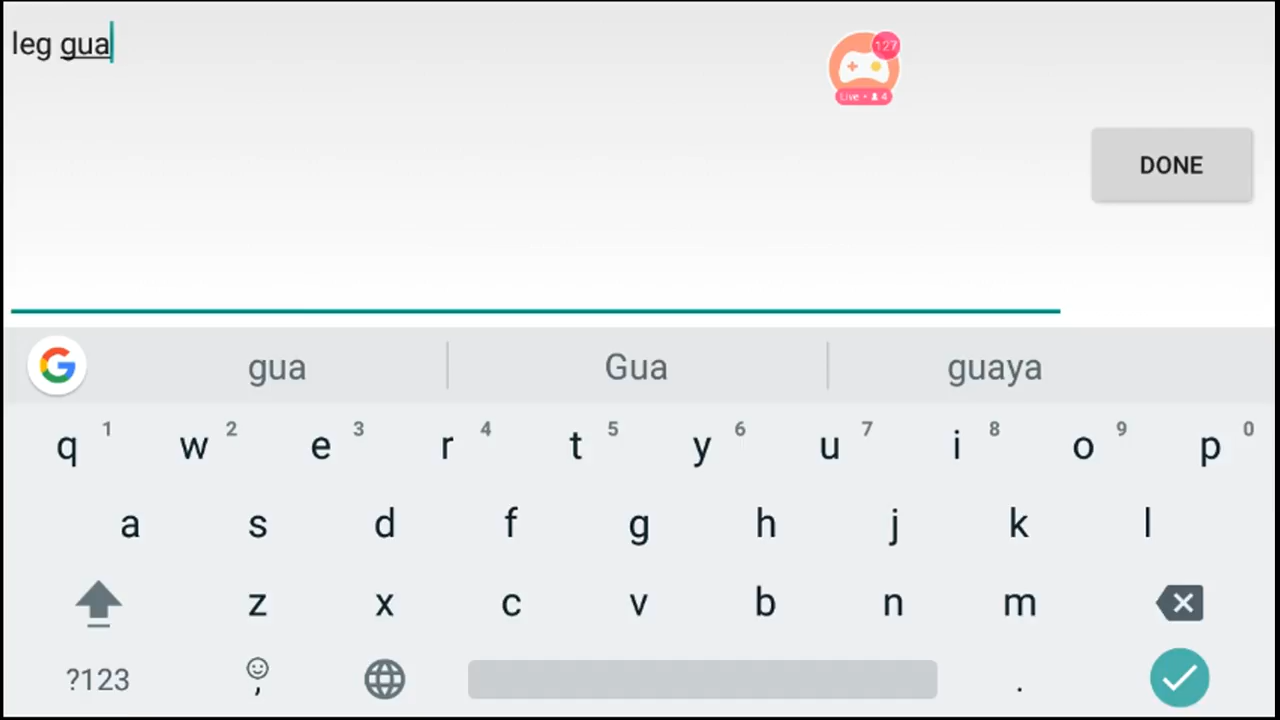 leg gua
127
Live • 4
DONE
gua Gua guaya
q 1 w 2 e 3 r 4 t 5 y 6 u 7 i 8 o 9 p 0
a s d f g h j k l
z x c v b n m
?123 , .